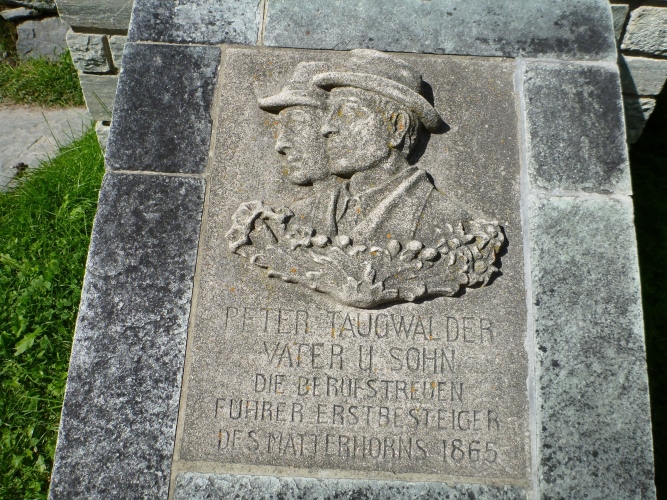 PETER TAUGWALDER
VATER U. SOHN
DIE BERUFSTREUEN
FÜHRER ERSTBESTEIGER
DES MATTERHORNS 1865